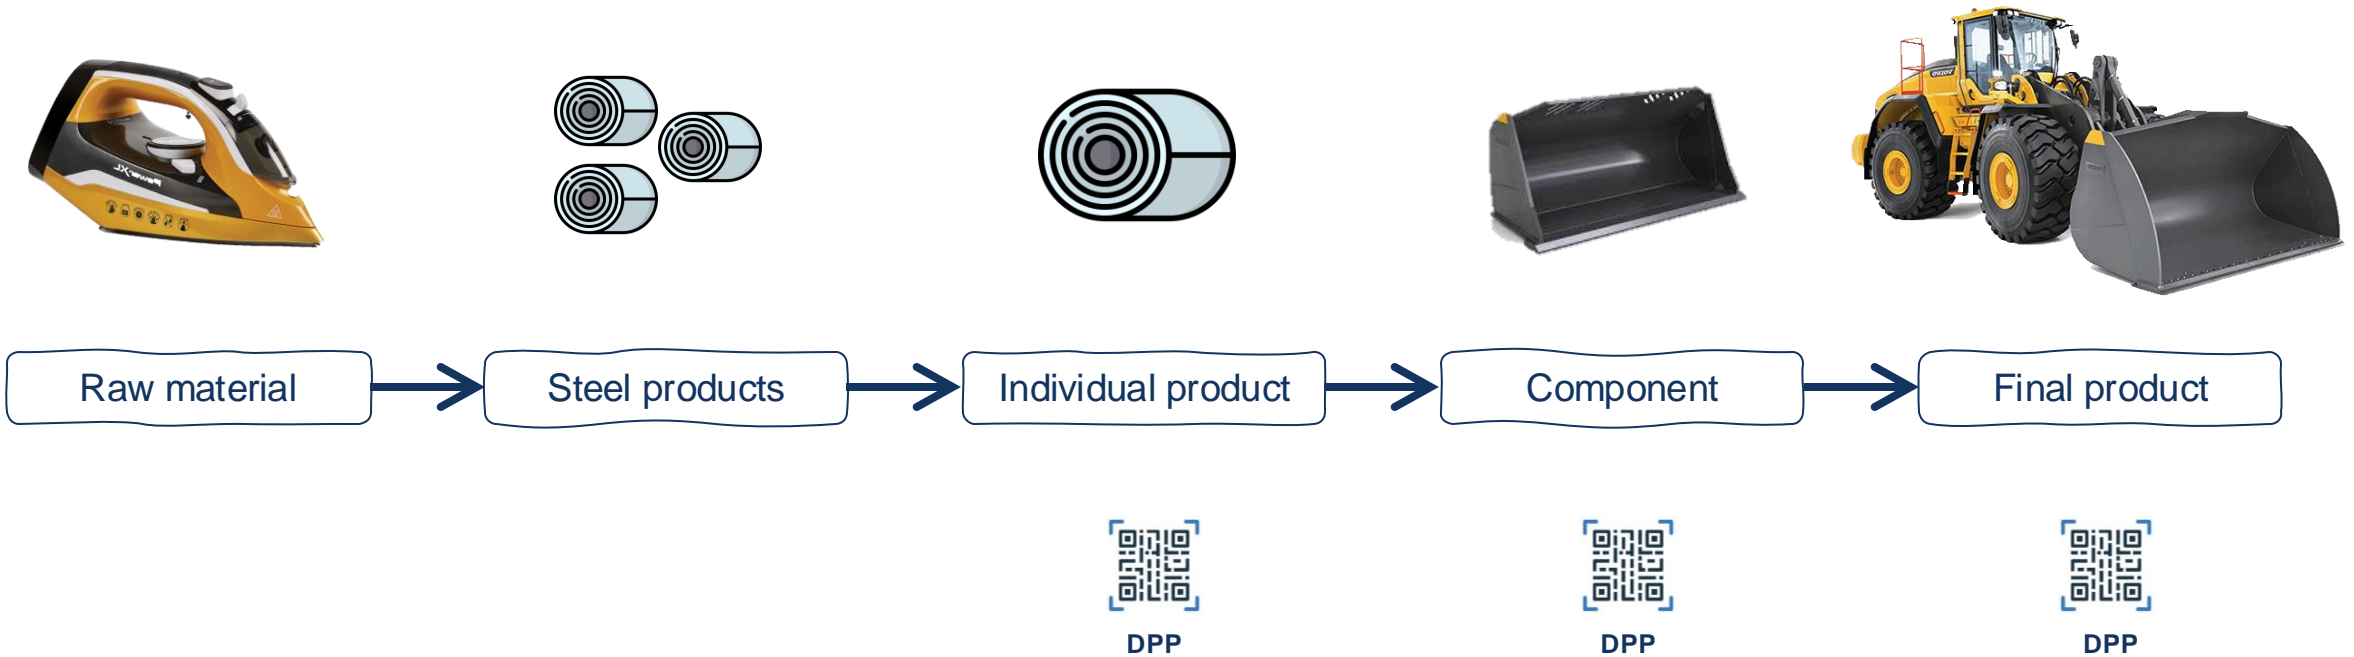 Raw material
Steel products
Individual product
Component
Final product
DPP
DPP
DPP